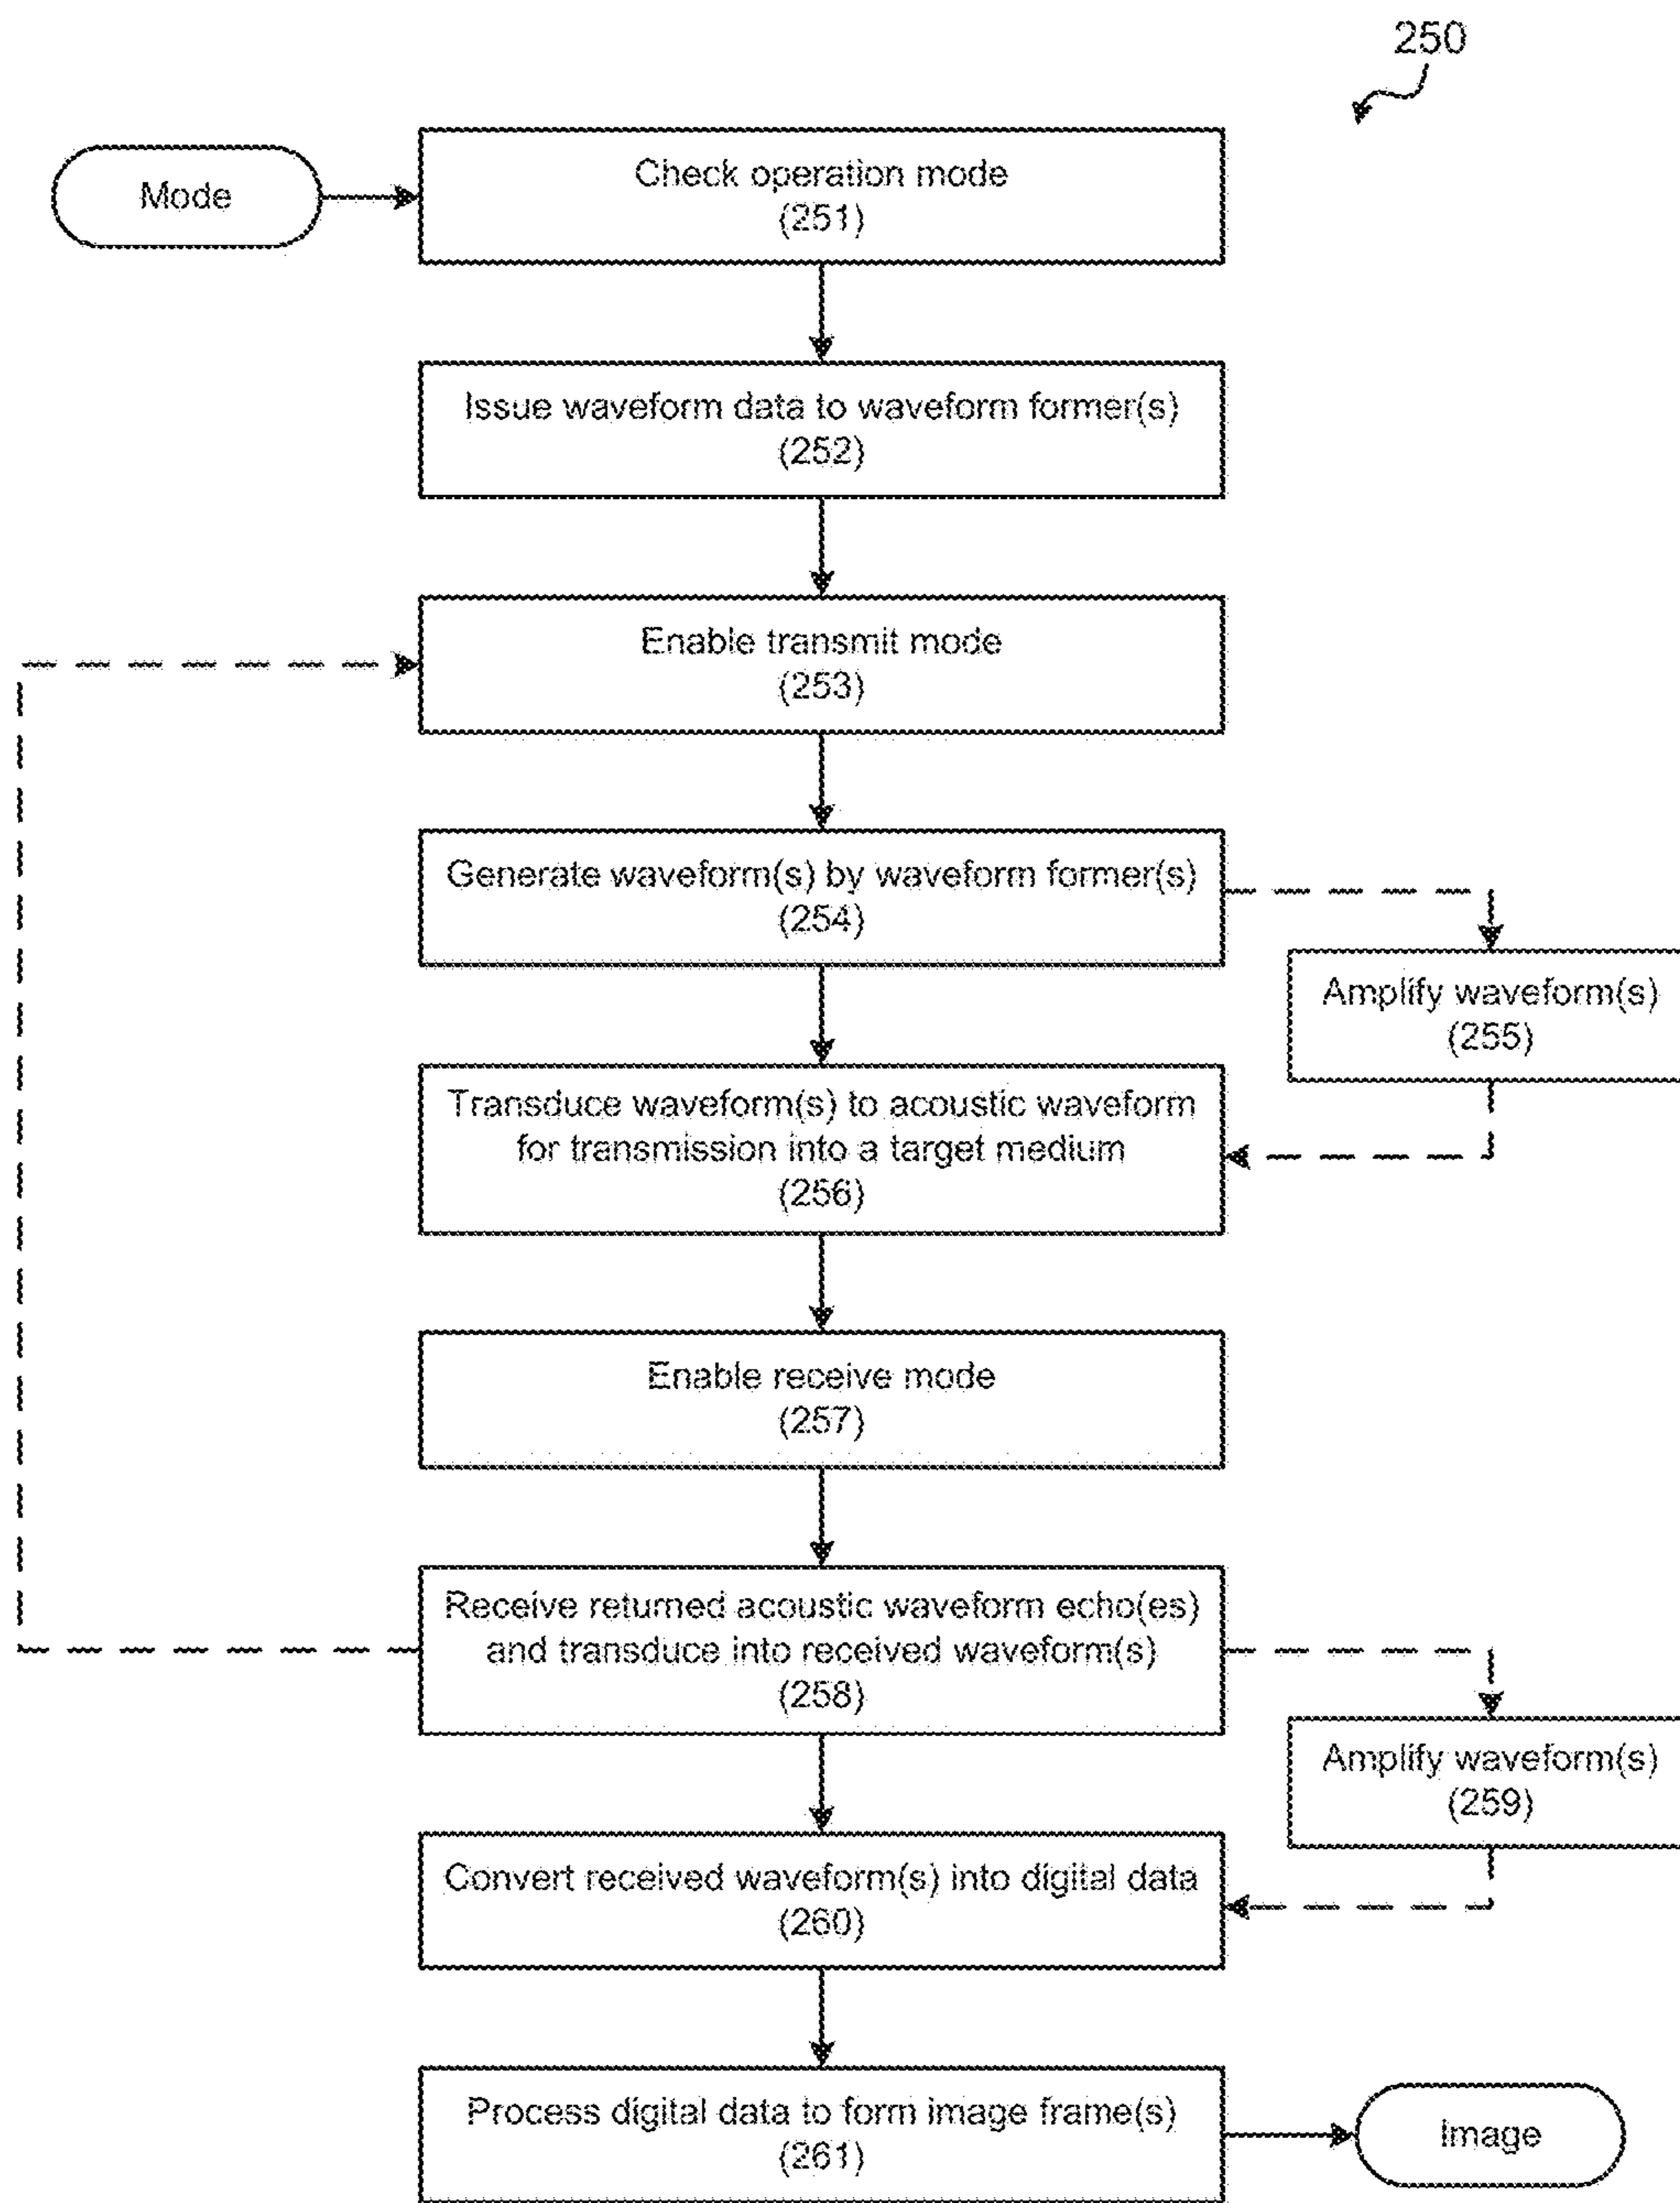 250
Mode
Check operation mode
(251)
Issue waveform data to waveform former(s)
(252)
Enable transmit mode
(253)
Generate waveform(s) by waveform former(s)
(254)
Amplify waveform(s)
(255)
Transduce waveform(s) to acoustic waveform
for transmission into a target medium
(256)
Enable receive mode
(257)
Receive returned acoustic waveform echo(es)
and transduce into received waveform(s)
(258)
Amplify waveform(s)
(259)
Convert received waveform(s) into digital data
(260)
Process digital data to form image frame(s)
(261)
Image